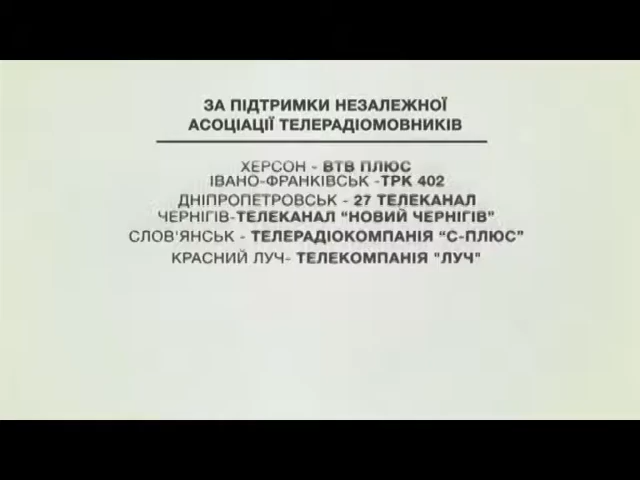 ЗА ПІДТРИМКИ НЕЗАЛЕЖНОЇ
АСОЦІАЦІЇ ТЕЛЕРАДІОМОВНИКІВ
ХЕРСОН - ВТВ ПЛЮС
ІВАНО-ФРАНКІВСЬК -ТРК 402
ДНІПРОПЕТРОВСЬК - 27 ТЕЛЕКАНАЛ
ЧЕРНІГІВ-ТЕЛЕКАНАЛ "НОВИЙ ЧЕРНІГІВ"
СЛОВ'ЯНСЬК - ТЕЛЕРАДІОКОМПАНІЯ “С-ПЛЮС”
КРАСНИЙ ЛУЧ- ТЕЛЕКОМПАНІЯ "ЛУЧ"